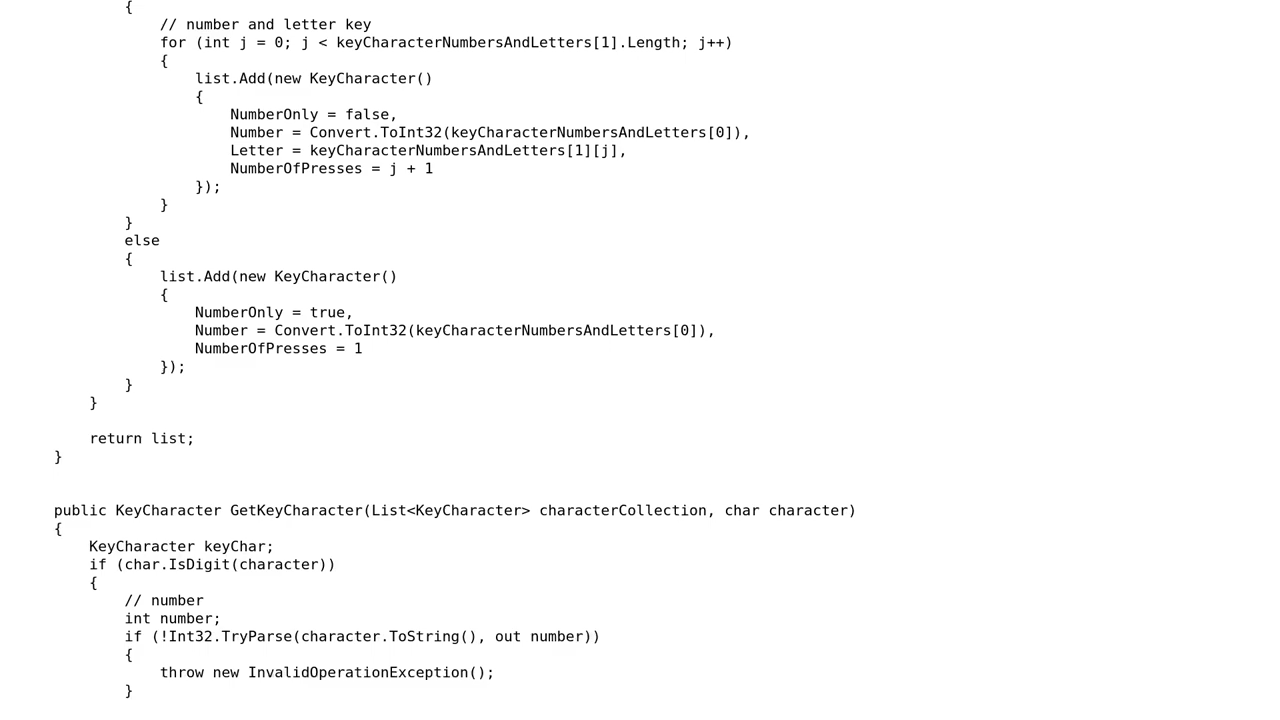 {
// number and letter key
for (int j = 0; j < keyCharacterNumbersAndLetters[1].Length; j++)
{
list.Add(new KeyCharacter()
{
NumberOnly = false,
Number = Convert.ToInt32(keyCharacterNumbersAndLetters[0]),
Letter = keyCharacterNumbersAndLetters[1][j],
NumberOfPresses = j + 1
});
}
}
else
{
list.Add(new KeyCharacter()
{
NumberOnly = true,
Number = Convert.ToInt32(keyCharacterNumbersAndLetters[0]),
NumberOfPresses = 1
});
}
}
return list;
}
public KeyCharacter GetKeyCharacter(List<KeyCharacter> characterCollection, char character)
{
KeyCharacter keyChar;
if (char.IsDigit(character))
{
// number
int number;
if (!Int32.TryParse(character.ToString(), out number))
{
throw new InvalidOperationException();
}